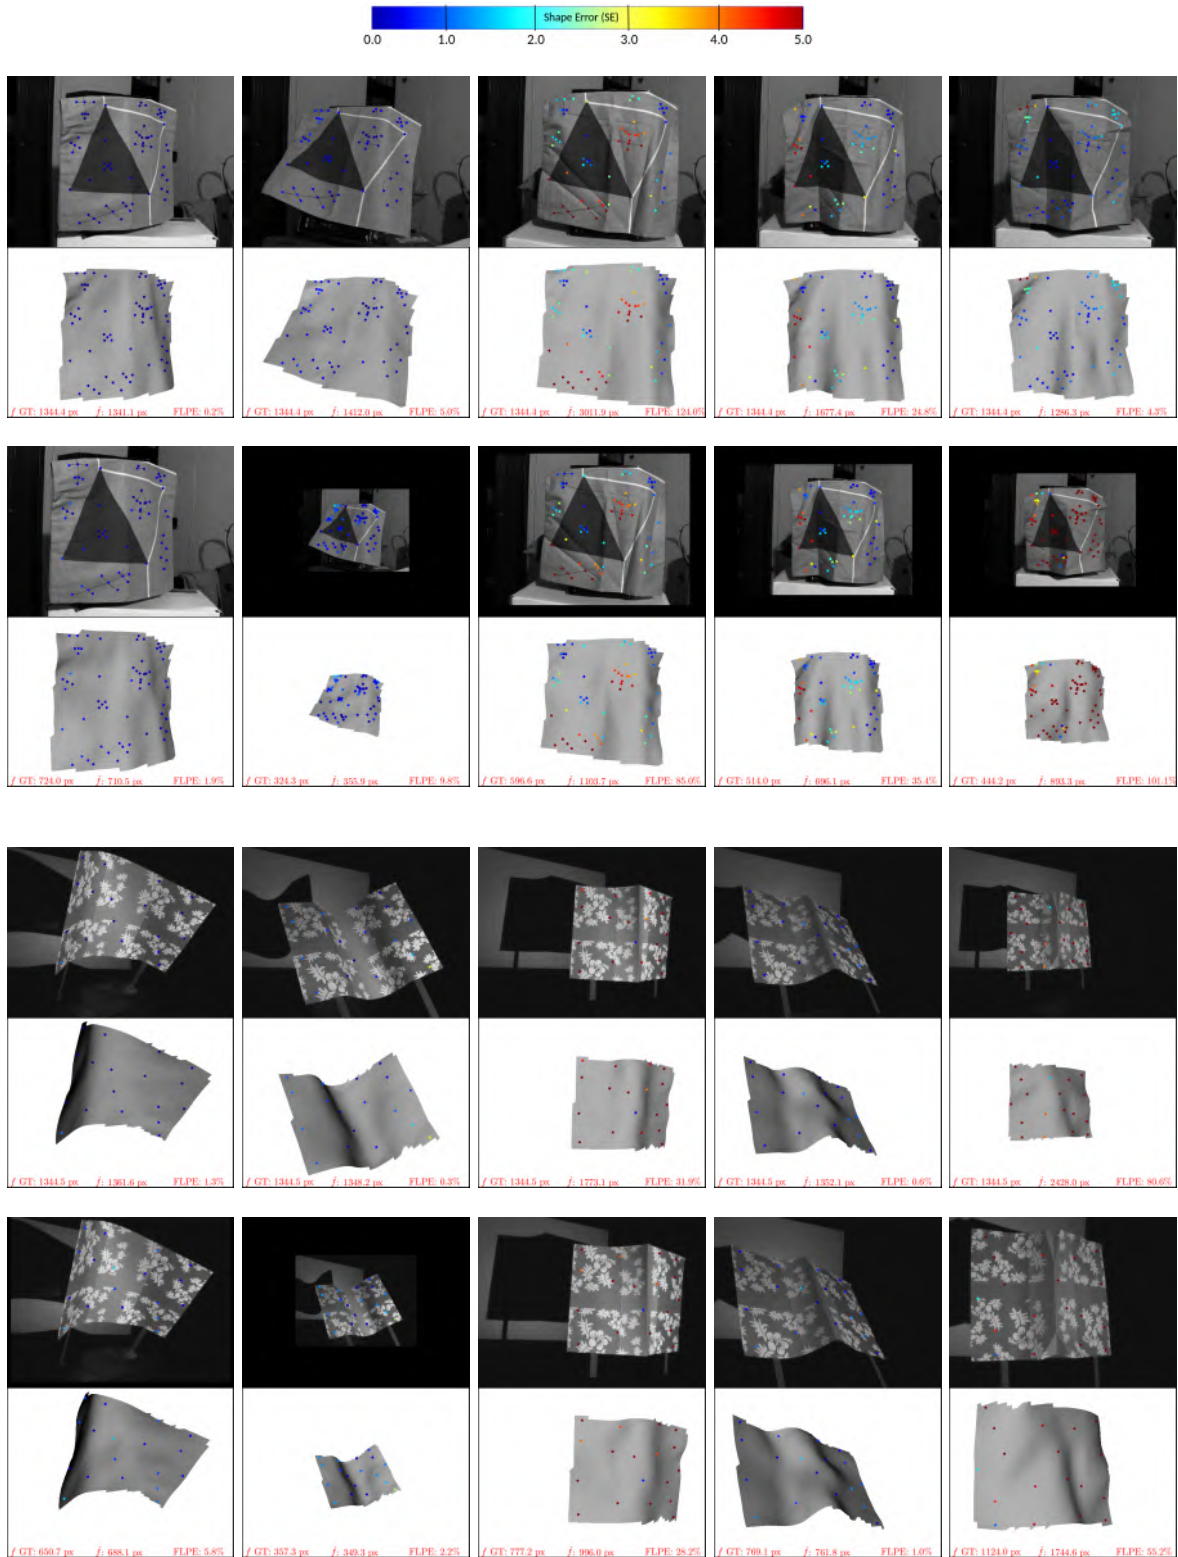 Shape Error (SE)
0.0 1.0 2.0 3.0 4.0 5.0
f GT: 1344.4 px f̂: 1341.1 px FLPE: 0.2%
f GT: 1344.4 px f̂: 1412.0 px FLPE: 5.0%
f GT: 1344.4 px f̂: 3011.9 px FLPE: 124.0%
f GT: 1344.4 px f̂: 1677.4 px FLPE: 24.8%
f GT: 1344.4 px f̂: 1286.3 px FLPE: 4.3%
f GT: 724.0 px f̂: 710.5 px FLPE: 1.9%
f GT: 324.3 px f̂: 355.9 px FLPE: 9.8%
f GT: 596.6 px f̂: 1103.7 px FLPE: 85.0%
f GT: 514.0 px f̂: 696.1 px FLPE: 35.4%
f GT: 444.2 px f̂: 893.3 px FLPE: 101.1%
f GT: 1344.5 px f̂: 1361.6 px FLPE: 1.3%
f GT: 1344.5 px f̂: 1348.2 px FLPE: 0.3%
f GT: 1344.5 px f̂: 1773.1 px FLPE: 31.9%
f GT: 1344.5 px f̂: 1352.1 px FLPE: 0.6%
f GT: 1344.5 px f̂: 2428.0 px FLPE: 80.6%
f GT: 650.7 px f̂: 688.1 px FLPE: 5.8%
f GT: 357.3 px f̂: 349.3 px FLPE: 2.2%
f GT: 777.2 px f̂: 996.0 px FLPE: 28.2%
f GT: 769.1 px f̂: 761.8 px FLPE: 1.0%
f GT: 1124.0 px f̂: 1744.6 px FLPE: 55.2%